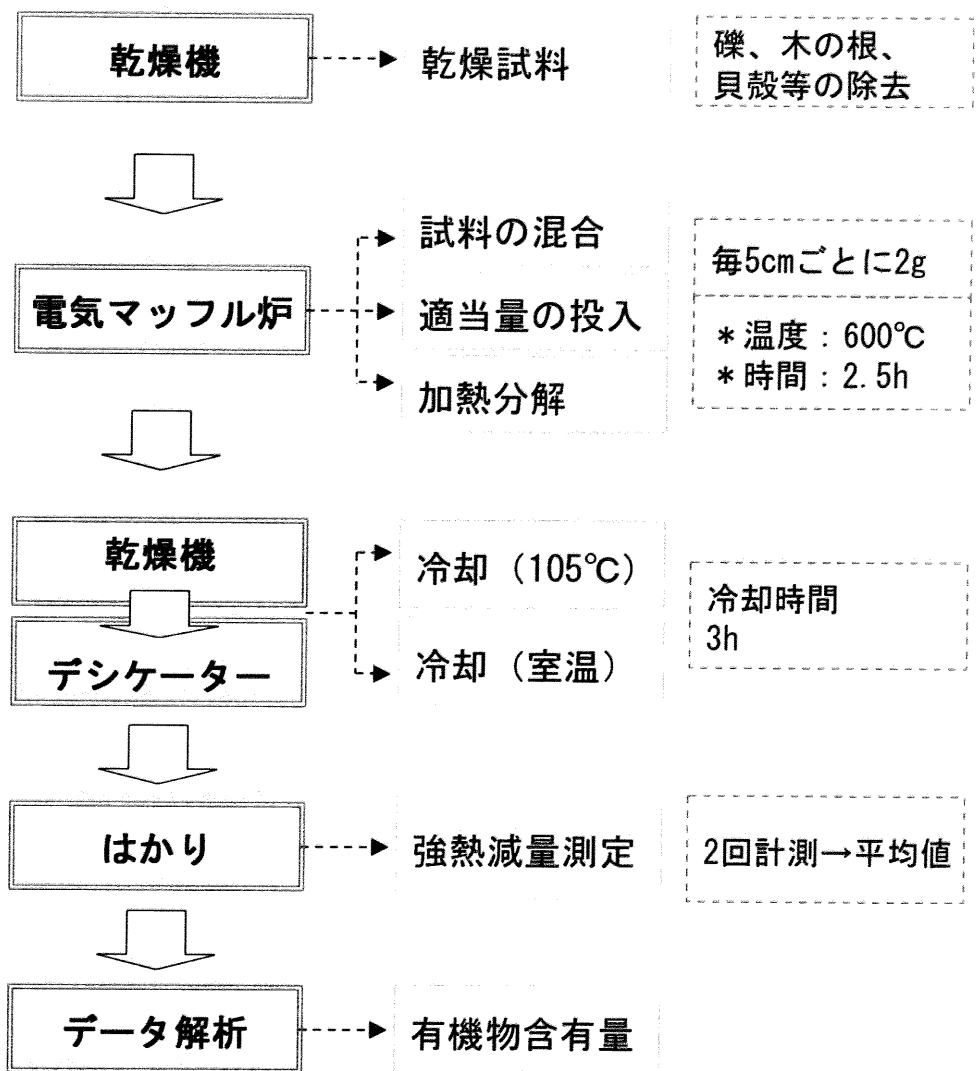 乾燥機
乾燥試料
礫、木の根、
貝殻等の除去
電気マッフル炉
試料の混合
適当量の投入
加熱分解
毎5cmごとに2g
＊温度：600℃
＊時間：2.5h
乾燥機
デシケーター
冷却（105℃）
冷却（室温）
冷却時間
3h
はかり
強熱減量測定
2回計測→平均値
データ解析
有機物含有量